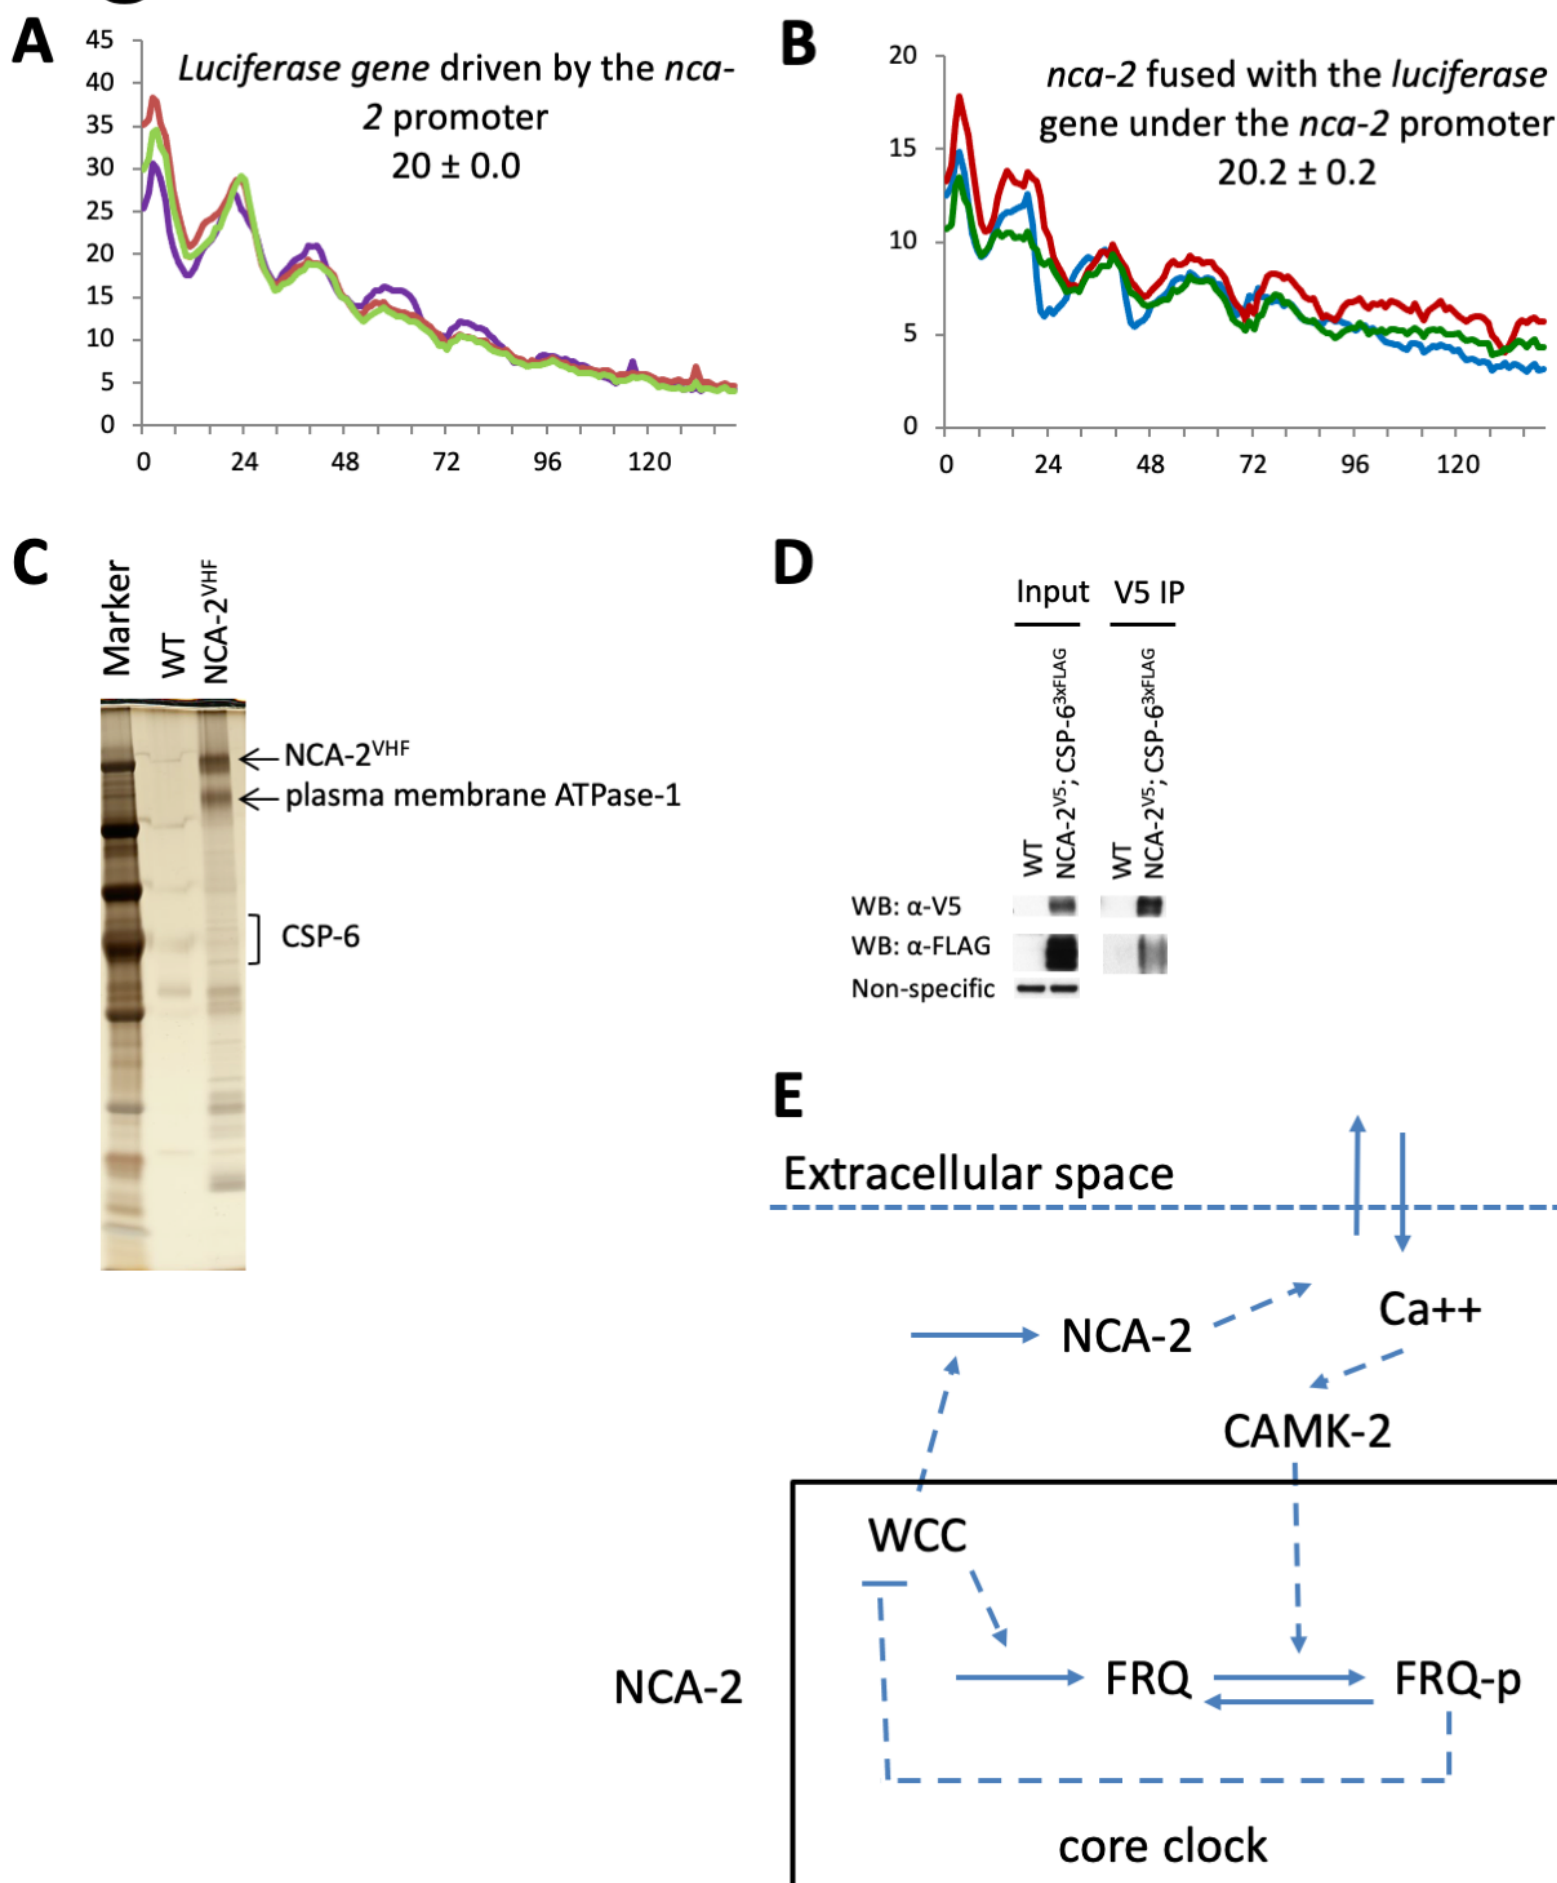 A
Luciferase gene driven by the nca-
2 promoter
20 ± 0.0
45
40
35
30
25
20
15
10
5
0
0 24 48 72 96 120
B
nca-2 fused with the luciferase
gene under the nca-2 promoter
20.2 ± 0.2
20
15
10
5
0
0 24 48 72 96 120
C
Marker
WT
NCA-2VHF
NCA-2VHF
plasma membrane ATPase-1
CSP-6
D
Input V5 IP
WT
NCA-2V5; CSP-63xFLAG
WT
NCA-2V5; CSP-63xFLAG
WB: α-V5
WB: α-FLAG
Non-specific
E
Extracellular space
NCA-2
Ca++
CAMK-2
WCC
NCA-2
FRQ
FRQ-p
core clock